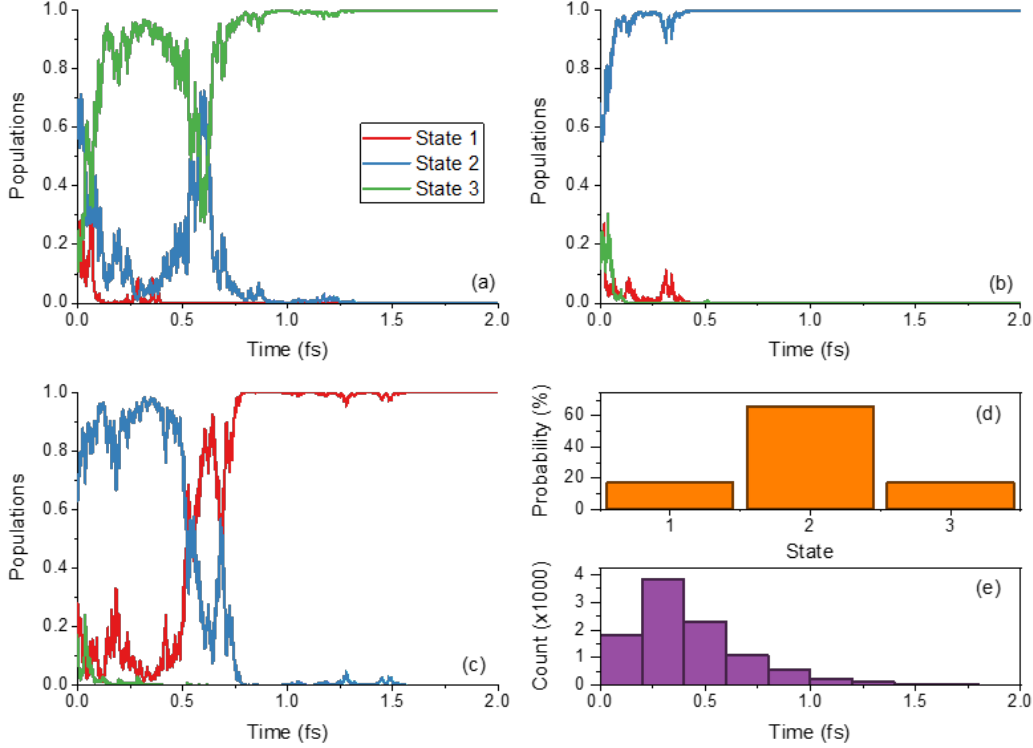 Populations
1.0
0.8
0.6
0.4
0.2
0.0
State 1
State 2
State 3
(a)
0.0 0.5 1.0 1.5 2.0
Time (fs)
Populations
1.0
0.8
0.6
0.4
0.2
0.0
(b)
0.0 0.5 1.0 1.5 2.0
Time (fs)
Populations
1.0
0.8
0.6
0.4
0.2
0.0
(c)
0.0 0.5 1.0 1.5 2.0
Time (fs)
Probability (%)
60
40
20
0
(d)
1 2 3
State
Count (x1000)
4
3
2
1
0
(e)
0.0 0.5 1.0 1.5 2.0
Time (fs)